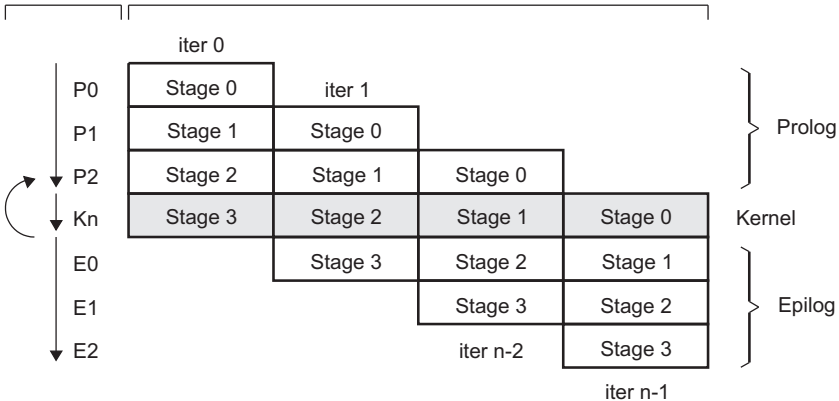 iter 0
P0 Stage 0 iter 1
P1 Stage 1 Stage 0 Prolog
P2 Stage 2 Stage 1 Stage 0
Kn Stage 3 Stage 2 Stage 1 Stage 0 Kernel
E0 Stage 3 Stage 2 Stage 1
E1 Stage 3 Stage 2 Epilog
E2 iter n-2 Stage 3
iter n-1